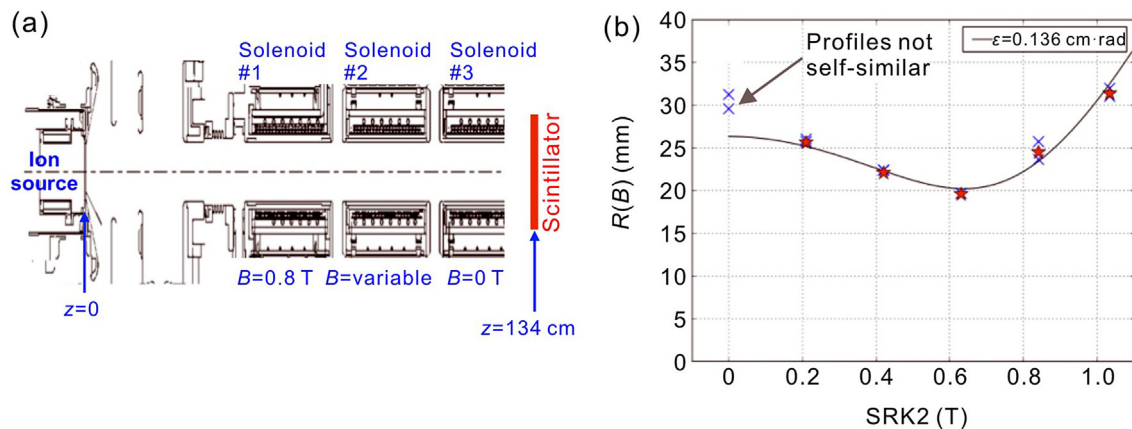 (a)
Solenoid #1
Solenoid #2
Solenoid #3
Ion source
Scintillator
B=0.8 T
B=variable
B=0 T
z=0
z=134 cm
(b)
40
35
30
25
20
15
10
5
0
R(B) (mm)
Profiles not
self-similar
ε=0.136 cm·rad
0
0.2
0.4
0.6
0.8
1.0
SRK2 (T)